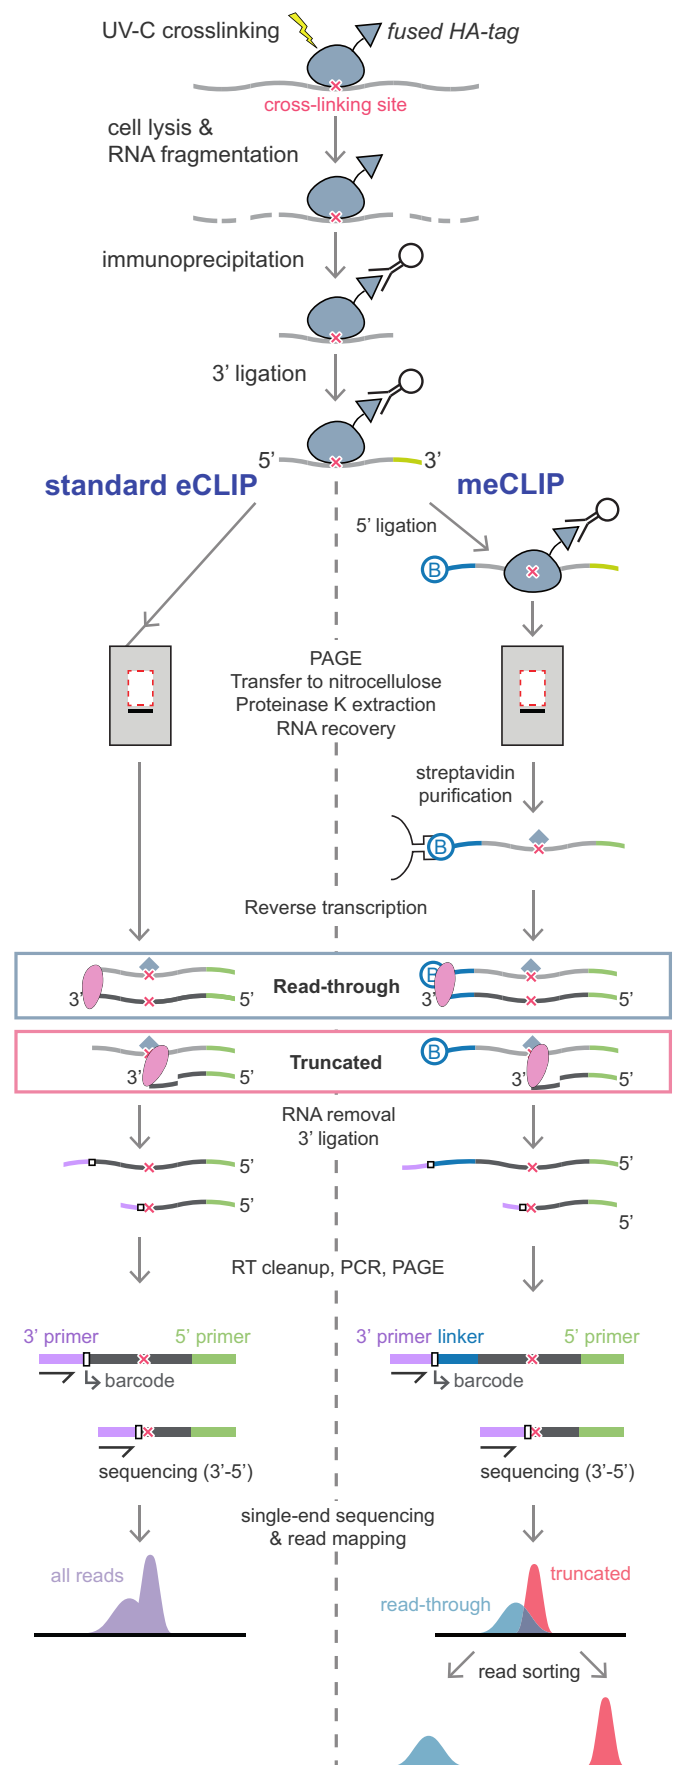 UV-C crosslinking
fused HA-tag
cross-linking site
cell lysis &
RNA fragmentation
immunoprecipitation
3’ ligation
5’
3’
standard eCLIP
meCLIP
5’ ligation
B
PAGE
Transfer to nitrocellulose
Proteinase K extraction
RNA recovery
streptavidin
purification
B
Reverse transcription
B
3’
5’
Read-through
3’
5’
B
3’
5’
Truncated
3’
5’
RNA removal
3’ ligation
5’
5’
5’
5’
RT cleanup, PCR, PAGE
3’ primer
5’ primer
3’ primer linker
5’ primer
barcode
barcode
sequencing (3’-5’)
sequencing (3’-5’)
single-end sequencing
& read mapping
all reads
truncated
read-through
read sorting